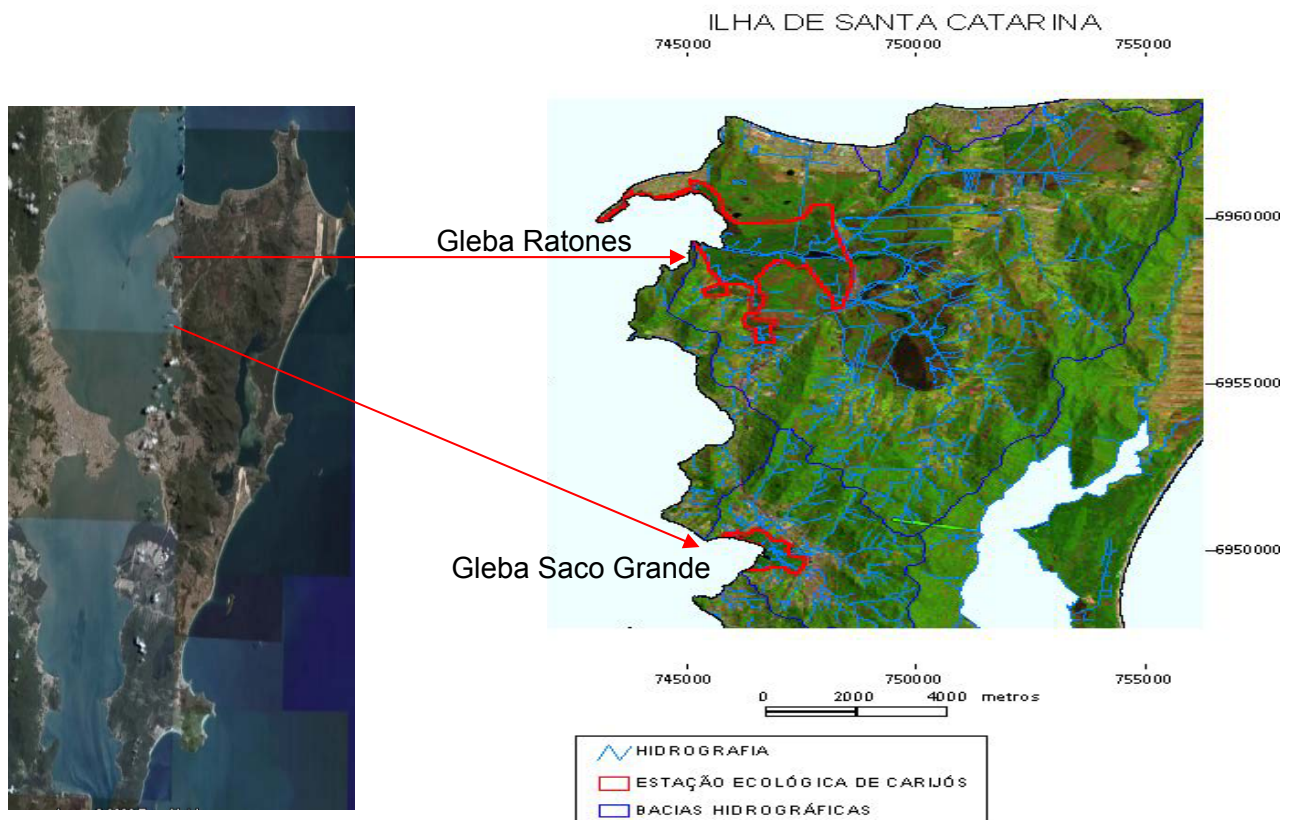 ILHA DE SANTA CATARINA
745000 750000 755000
6960000
Gleba Ratones
6955000
6950000
Gleba Saco Grande
745000 750000 755000
0 2000 4000 metros
HIDROGRAFIA
ESTAÇÃO ECOLÓGICA DE CARIJÓS
BACIAS HIDROGRÁFICAS